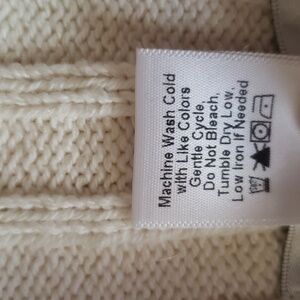 Machine Wash Cold
with Like Colors
Gentle Cycle,
Do Not Bleach,
Tumble Dry Low,
Low Iron If Needed